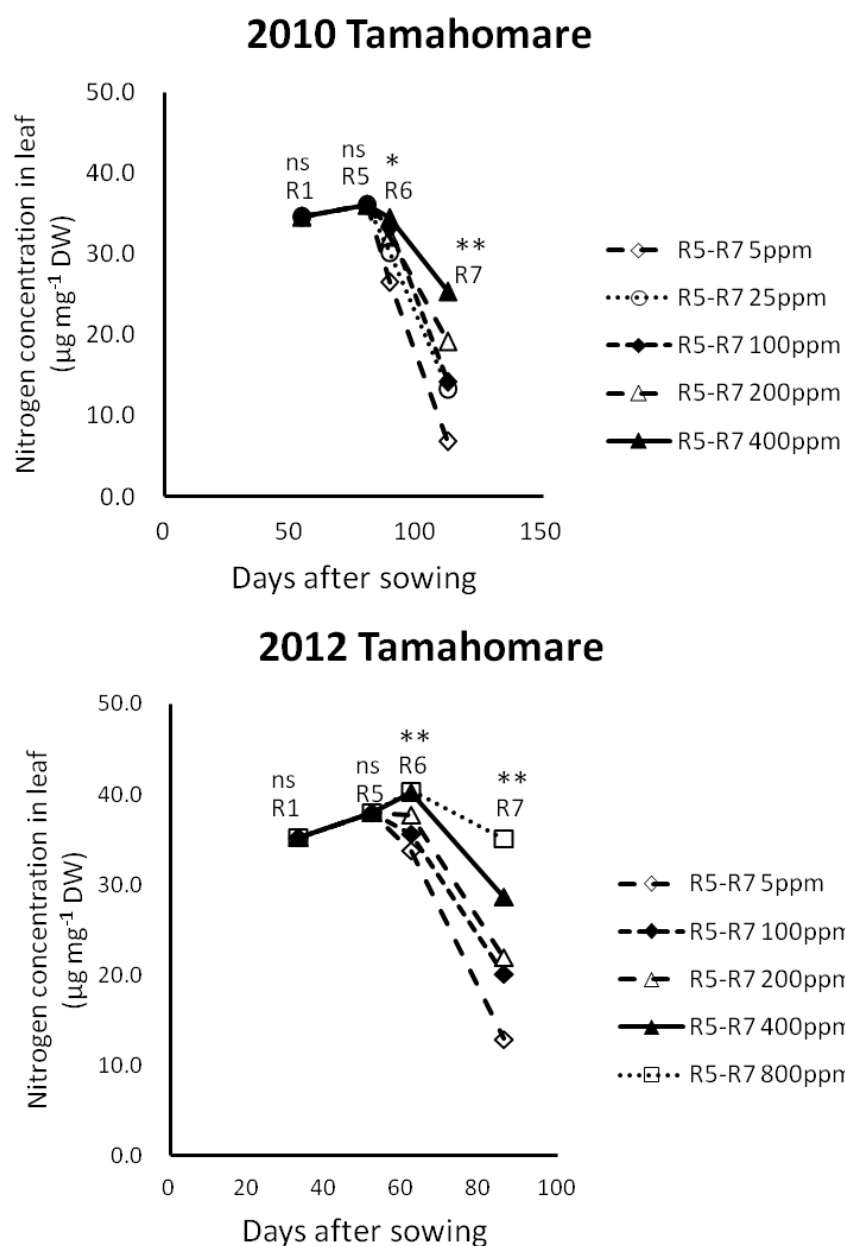 2010 Tamahomare
Nitrogen concentration in leaf
(μg mg⁻¹ DW)
50.0
40.0
30.0
20.0
10.0
0.0
ns
R1
ns
R5
*
R6
**
R7
0
50
100
150
Days after sowing
R5-R7 5ppm
R5-R7 25ppm
R5-R7 100ppm
R5-R7 200ppm
R5-R7 400ppm
2012 Tamahomare
Nitrogen concentration in leaf
(μg mg⁻¹ DW)
50.0
40.0
30.0
20.0
10.0
0.0
ns
R1
ns
R5
**
R6
**
R7
0
20
40
60
80
100
Days after sowing
R5-R7 5ppm
R5-R7 100ppm
R5-R7 200ppm
R5-R7 400ppm
R5-R7 800ppm